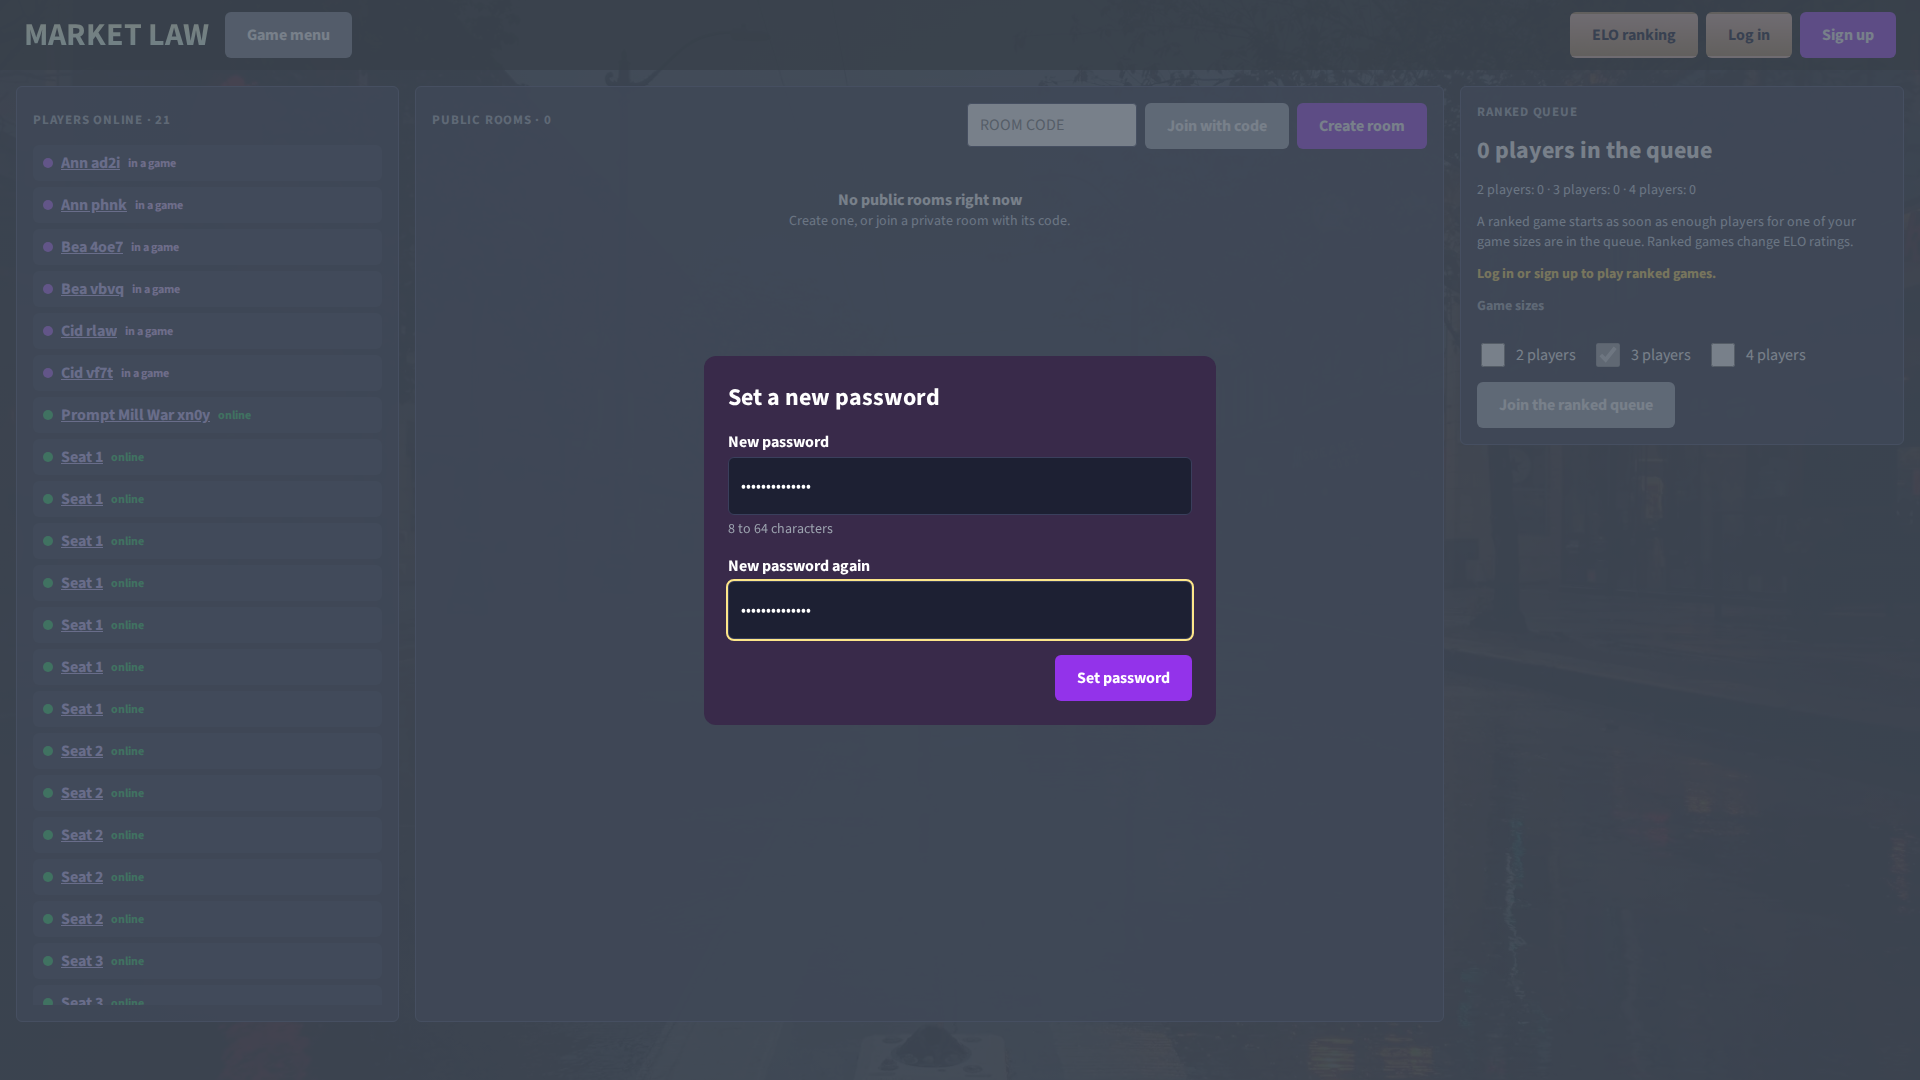 MARKET LAW
Game menu
ELO ranking
Log in
Sign up
PLAYERS ONLINE · 21
Ann ad2i in a game
Ann phnk in a game
Bea 4oe7 in a game
Bea vbvq in a game
Cid rlaw in a game
Cid vf7t in a game
Prompt Mill War xn0y online
Seat 1 online
Seat 1 online
Seat 1 online
Seat 1 online
Seat 1 online
Seat 1 online
Seat 1 online
Seat 2 online
Seat 2 online
Seat 2 online
Seat 2 online
Seat 2 online
Seat 3 online
Seat 3 online
PUBLIC ROOMS · 0
ROOM CODE
Join with code
Create room
No public rooms right now
Create one, or join a private room with its code.
Set a new password
New password
••••••••••••••
8 to 64 characters
New password again
••••••••••••••
Set password
RANKED QUEUE
0 players in the queue
2 players: 0 · 3 players: 0 · 4 players: 0
A ranked game starts as soon as enough players for one of your
game sizes are in the queue. Ranked games change ELO ratings.
Log in or sign up to play ranked games.
Game sizes
2 players
3 players
4 players
Join the ranked queue